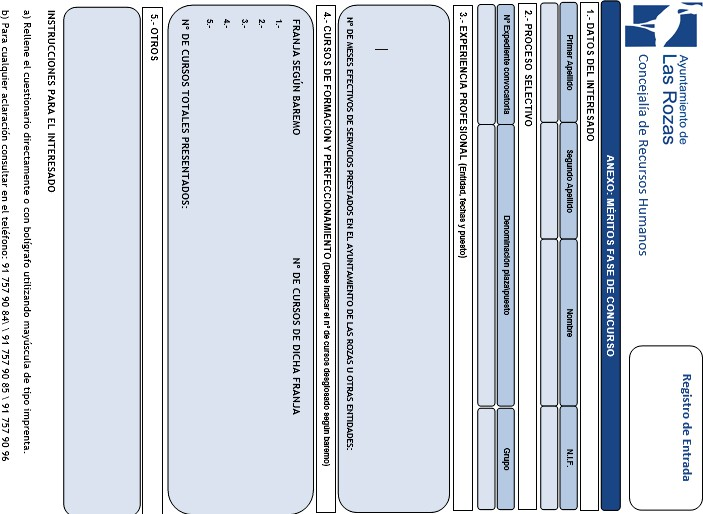 Ayuntamiento de
Las Rozas
Concejalía de Recursos Humanos
Registro de Entrada
ANEXO: MÉRITOS FASE DE CONCURSO
1.- DATOS DEL INTERESADO
Primer Apellido Segundo Apellido Nombre N.I.F.
2.- PROCESO SELECTIVO
Nº Expediente convocatoria Denominación plaza/puesto Grupo
3.- EXPERIENCIA PROFESIONAL (Entidad, fechas y puesto)
Nº DE MESES EFECTIVOS DE SERVICIOS PRESTADOS EN EL AYUNTAMIENTO DE LAS ROZAS U OTRAS ENTIDADES:
4.- CURSOS DE FORMACIÓN Y PERFECCIONAMIENTO (Debe indicar el nº de cursos desglosado según baremo)
FRANJA SEGÚN BAREMO Nº DE CURSOS DE DICHA FRANJA
1.-
2.-
3.-
4.-
5.-
Nº DE CURSOS TOTALES PRESENTADOS:
5.- OTROS
INSTRUCCIONES PARA EL INTERESADO
a) Rellene el cuestionario directamente o con bolígrafo utilizando mayúscula de tipo imprenta.
b) Para cualquier aclaración consultar en el teléfono: 91 757 90 84\ \ 91 757 90 85 \ 91 757 90 96